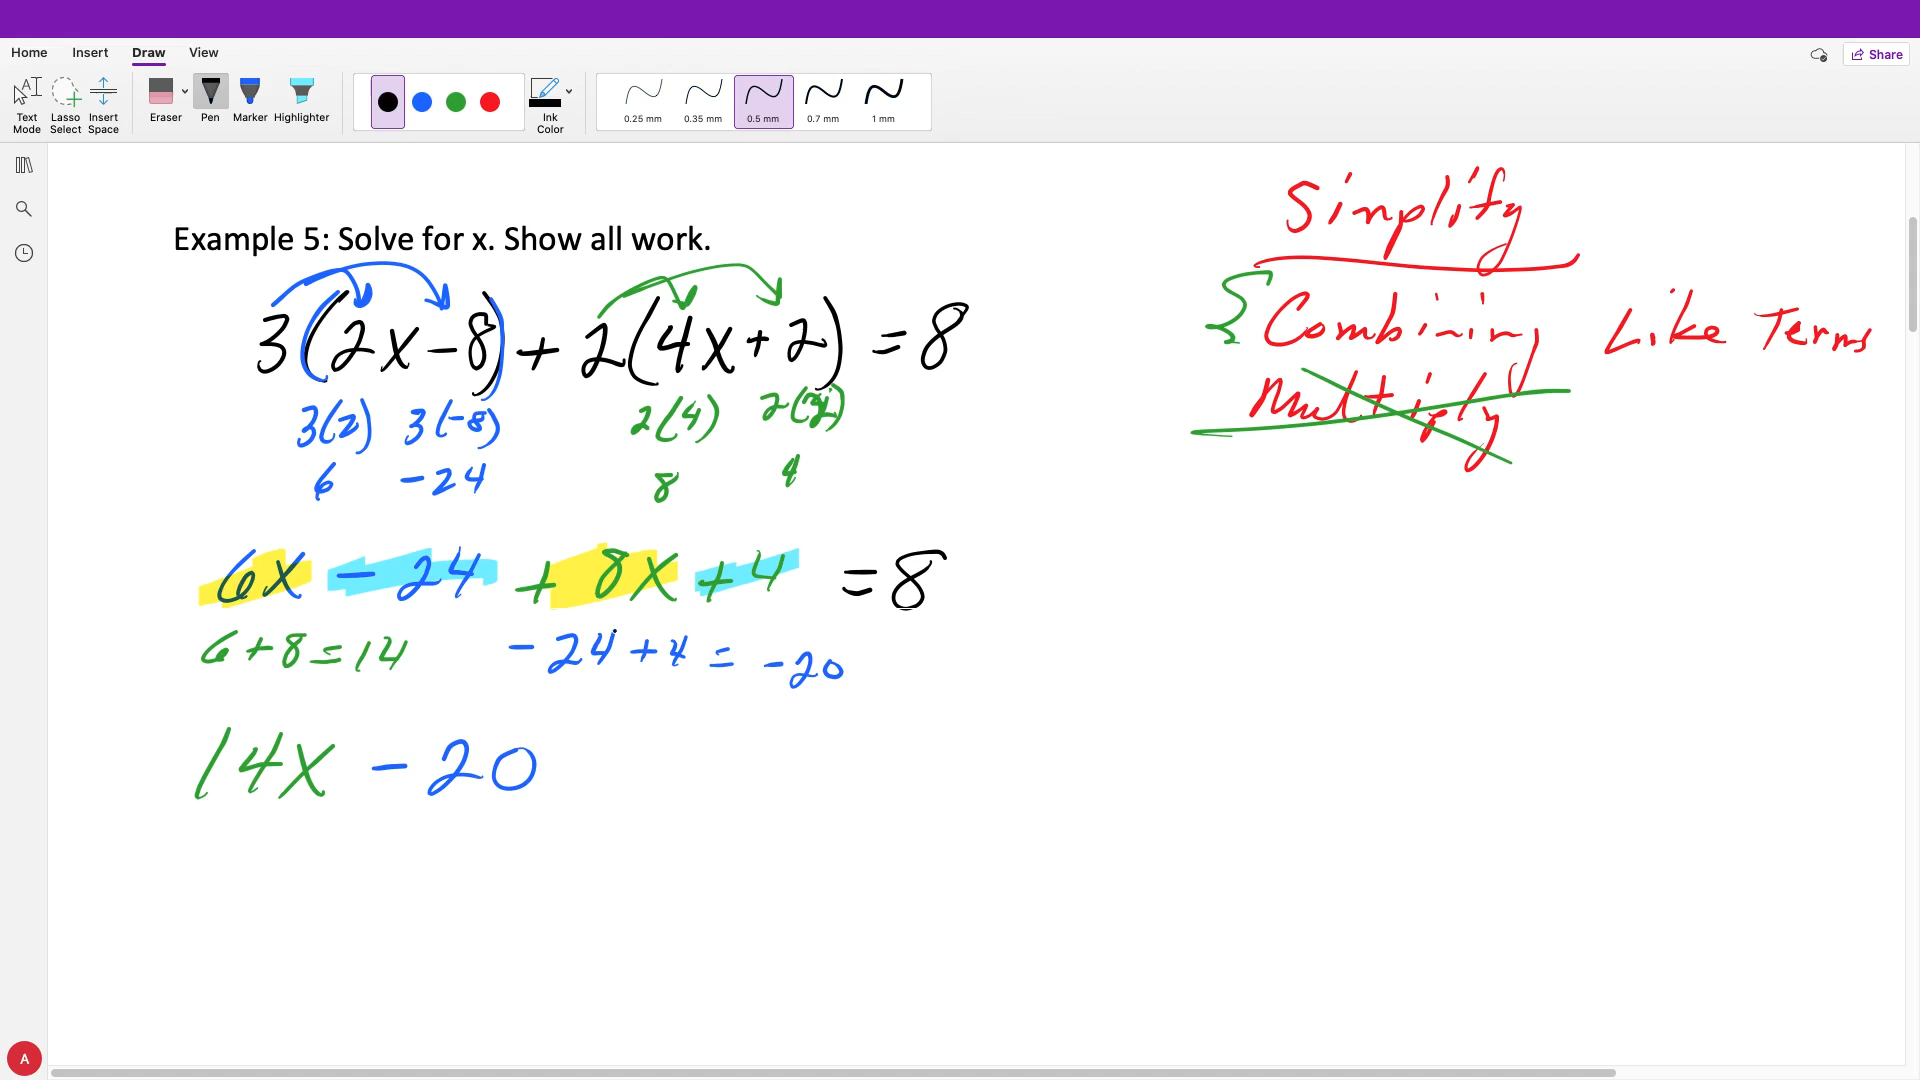 Home Insert Draw View
Share
Text Mode Lasso Select Insert Space Eraser Pen Marker Highlighter Ink Color 0.25 mm 0.35 mm 0.5 mm 0.7 mm 1 mm
Simplify
Example 5: Solve for x. Show all work.
3(2x-8) + 2(4x+2) = 8
Combining Like Terms
Multiply
3(2) 3(-8) 2(4) 2(2)
6 -24 8 4
6x - 24 + 8x + 4 = 8
6+8=14 -24+4 = -20
14x - 20
A